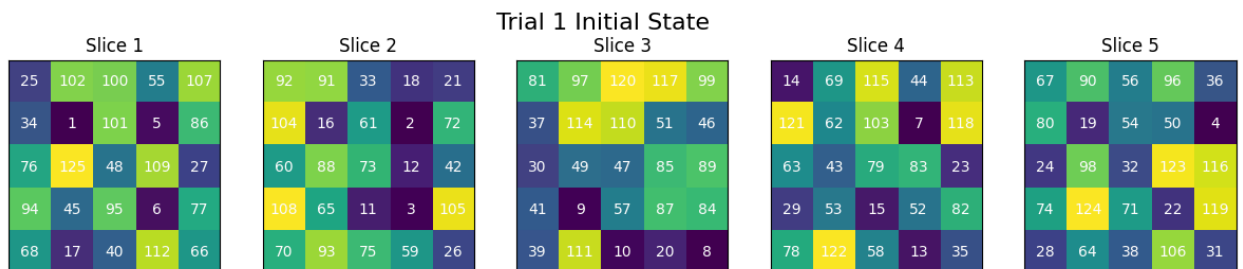 Trial 1 Initial State
Slice 1 Slice 2 Slice 3 Slice 4 Slice 5
25 102 100 55 107 92 91 33 18 21 81 97 120 117 99 14 69 115 44 113 67 90 56 96 36
34 1 101 5 86 104 16 61 2 72 37 114 110 51 46 121 62 103 7 118 80 19 54 50 4
76 125 48 109 27 60 88 73 12 42 30 49 47 85 89 63 43 79 83 23 24 98 32 123 116
94 45 95 6 77 108 65 11 3 105 41 9 57 87 84 29 53 15 52 82 74 124 71 22 119
68 17 40 112 66 70 93 75 59 26 39 111 10 20 8 78 122 58 13 35 28 64 38 106 31